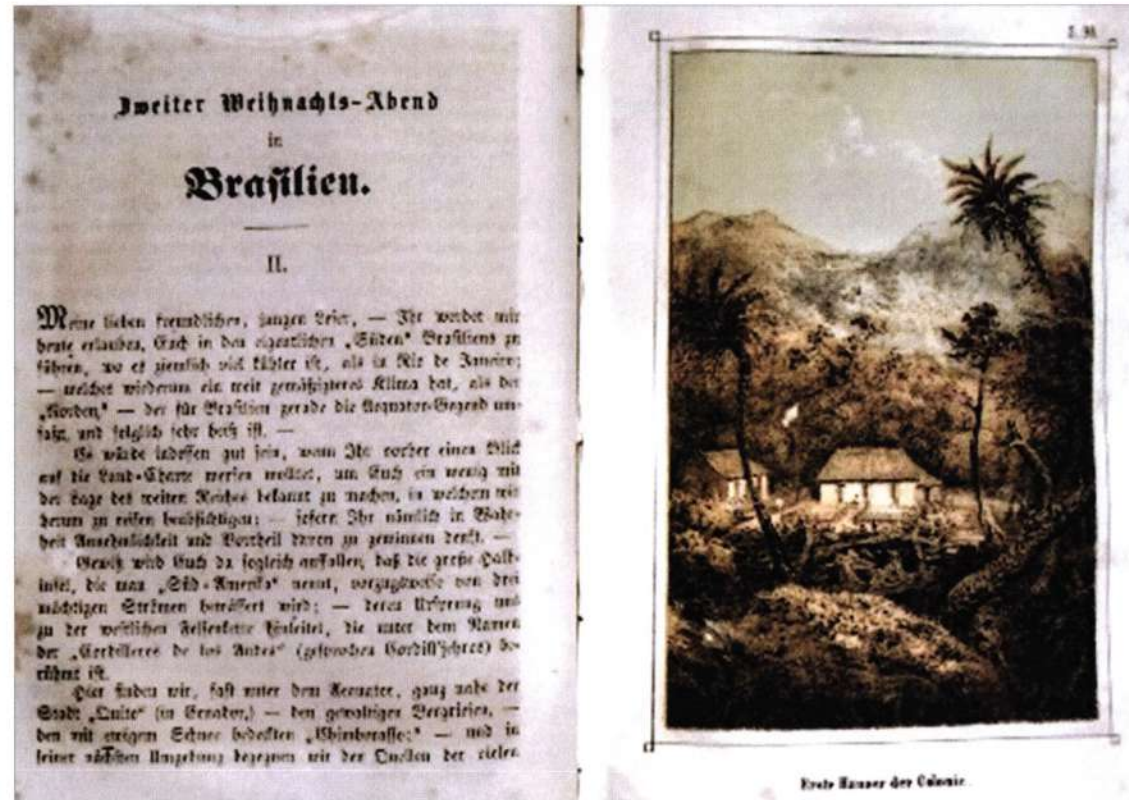 Zweiter Weihnachts-Abend
in
Brasilien.
II.
Meine lieben freundlichen, jungen Leser, — Ihr werdet mir
heute erlauben, Euch in den eigentlichen „Süden“ Brasiliens zu
führen, wo es ziemlich viel kühler ist, als in Rio de Janeiro;
— welches wiederum ein weit gemäßigteres Klima hat, als der
„Norden,“ — der für Brasilien gerade die Aequator-Gegend um-
faßt, und folglich sehr heiß ist. —
Es würde indessen gut sein, wenn Ihr vorher einen Blick
auf die Land-Charte werfen wolltet, um Euch ein wenig mit
der Lage des weiten Reiches bekannt zu machen, in welchem wir
herum zu reisen beabsichtigen; — sofern Ihr nämlich in Wahr-
heit Annehmlichkeit und Vortheil davon zu gewinnen denkt. —
Gewiß wird Euch da sogleich auffallen, daß die große Halb-
insel, die man „Süd-Amerika“ nennt, vorzugsweise von drei
mächtigen Strömen bewässert wird; — deren Ursprung uns
zu der westlichen Felsenkette hinleitet, die unter dem Namen
der „Cordilleres de los Andes“ (gesprochen Cordilljehres) be-
rühmt ist.
Hier finden wir, fast unter dem Aequator, ganz nahe der
Stadt „Quito“ (in Ecuador,) — den gewaltigen Bergriesen, —
den mit ewigem Schnee bedeckten „Chimborasso;“ — und in
seiner nächsten Umgebung begegnen wir den Quellen der vielen
Erste Häuser der Colonie.